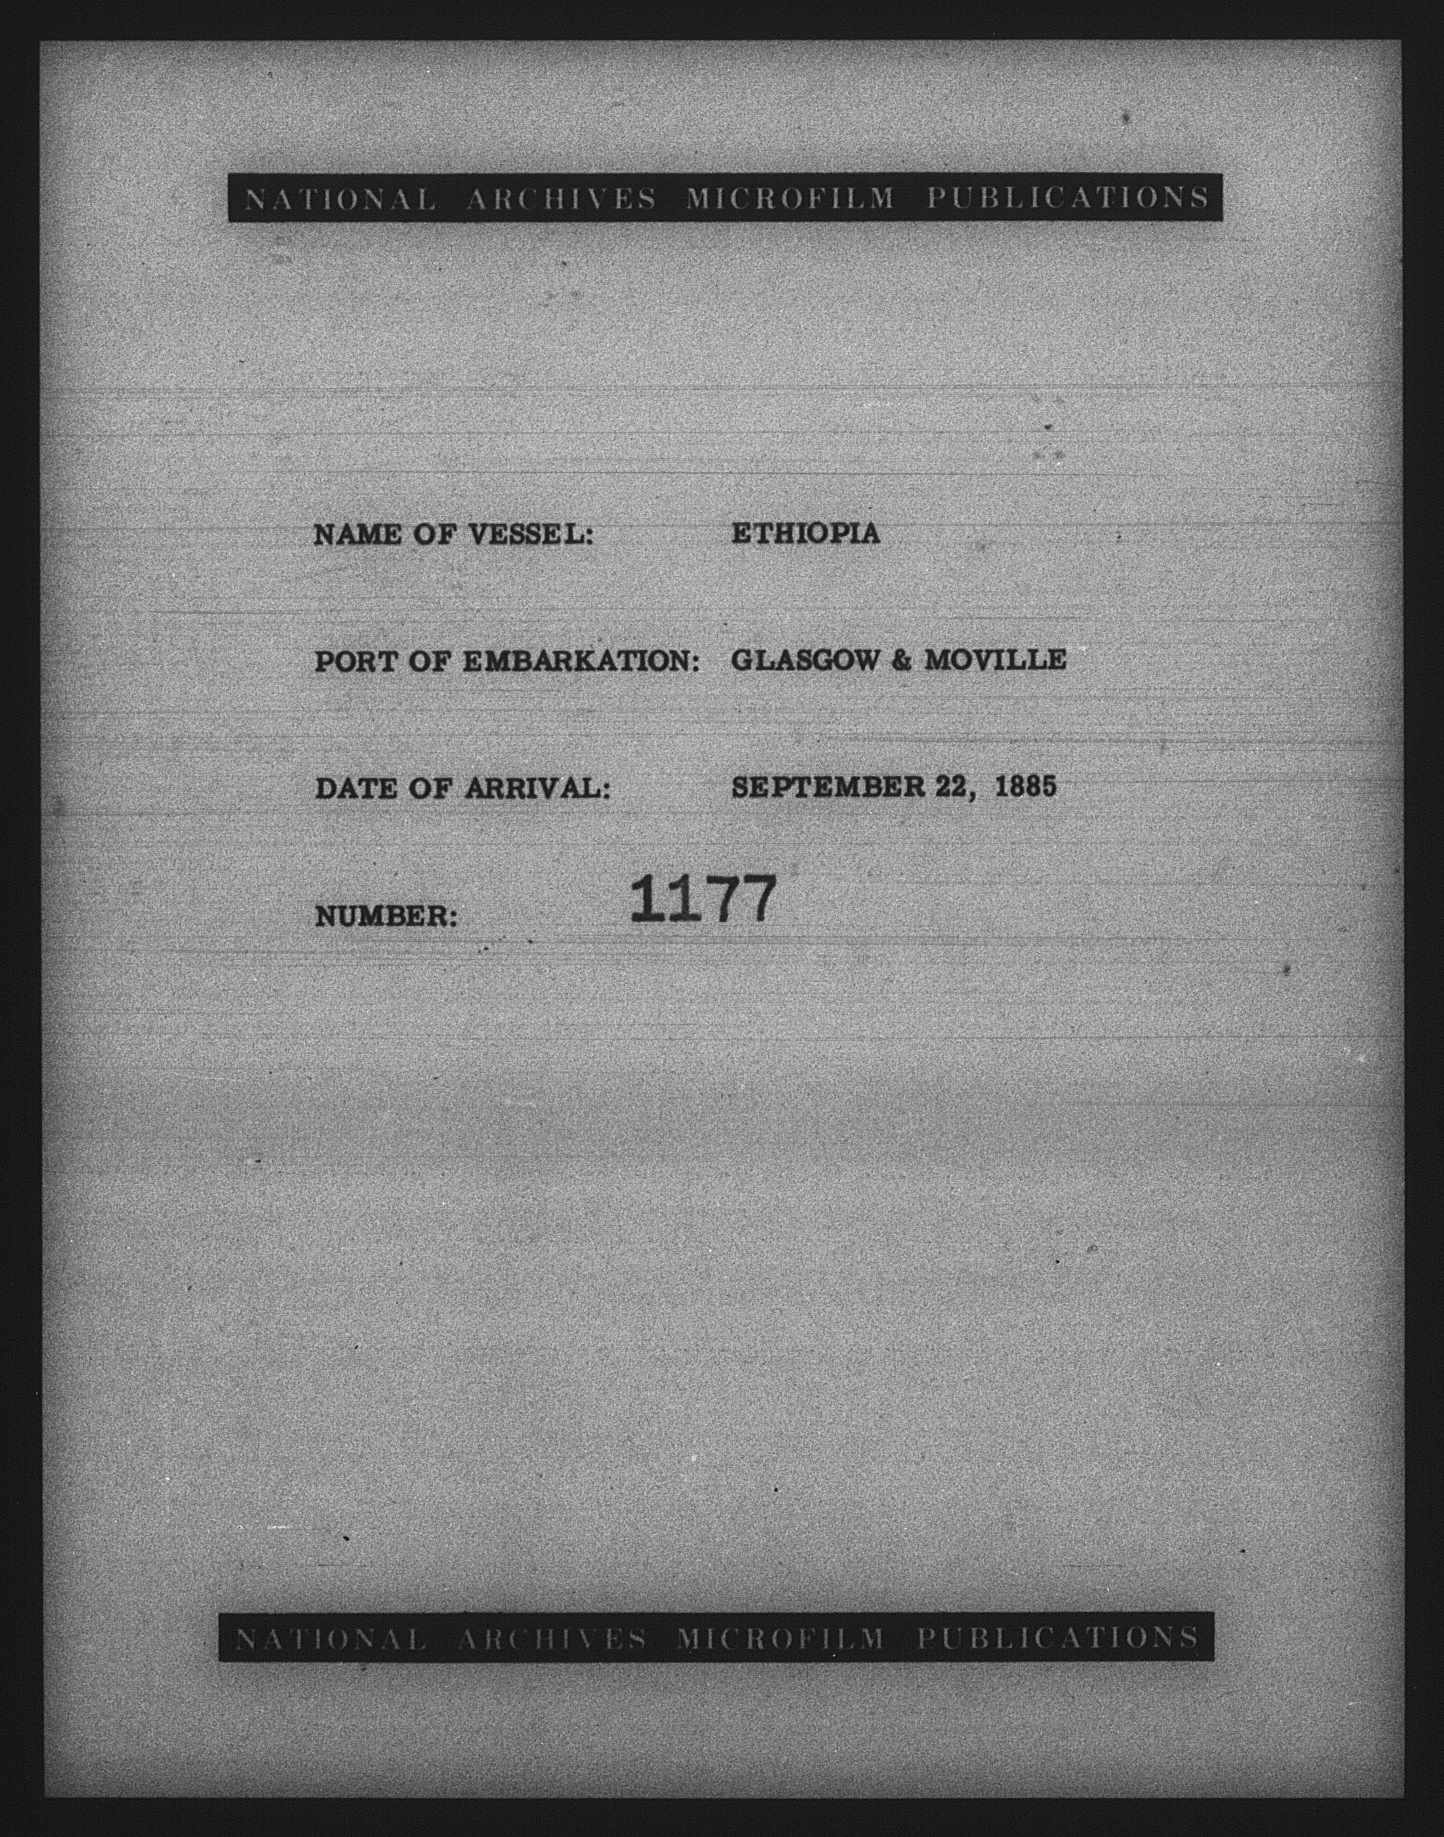 NATIONAL ARCHIVES MICROFILM PUBLICATIONS
NAME OF VESSEL: ETHIOPIA
PORT OF EMBARKATION: GLASGOW & MOVILLE
DATE OF ARRIVAL: SEPTEMBER 22, 1885
NUMBER: 1177
NATIONAL ARCHIVES MICROFILM PUBLICATIONS